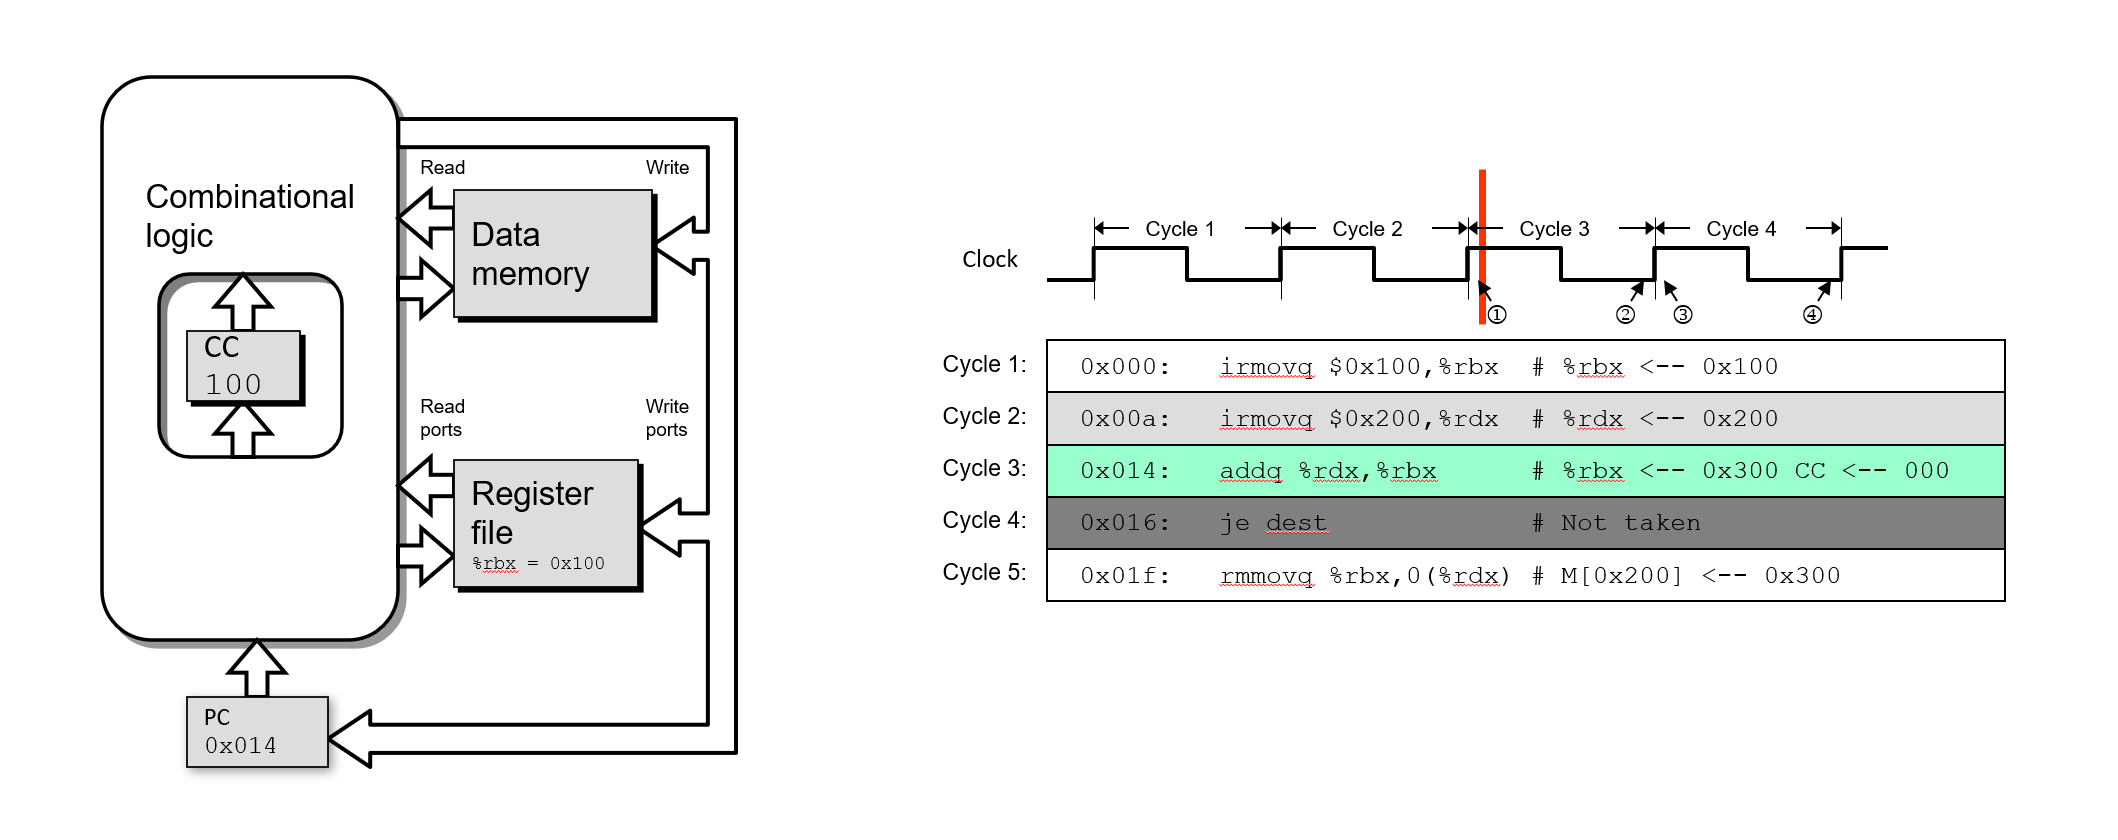 Combinational
logic
CC
100
Read
Write
Data
memory
Read
ports
Write
ports
Register
file
%rbx = 0x100
PC
0x014
Cycle 1
Cycle 2
Cycle 3
Cycle 4
Clock
①
②
③
④
Cycle 1: 0x000: irmovq $0x100,%rbx # %rbx <-- 0x100
Cycle 2: 0x00a: irmovq $0x200,%rdx # %rdx <-- 0x200
Cycle 3: 0x014: addq %rdx,%rbx # %rbx <-- 0x300 CC <-- 000
Cycle 4: 0x016: je dest # Not taken
Cycle 5: 0x01f: rmmovq %rbx,0(%rdx) # M[0x200] <-- 0x300